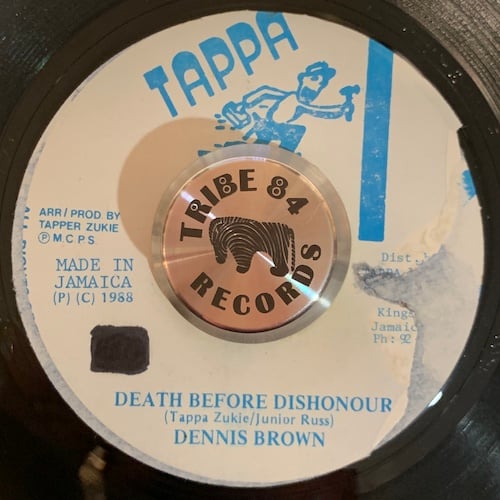 TAPPA
TRIBE 84
RECORDS
ARR/PROD BY
TAPPER ZUKIE
Ⓟ M.C.P.S.
MADE IN
JAMAICA
(P) (C) 1988
Dist.
Kings
Jamaic
Ph: 92
DEATH BEFORE DISHONOUR
(Tappa Zukie/Junior Russ)
DENNIS BROWN